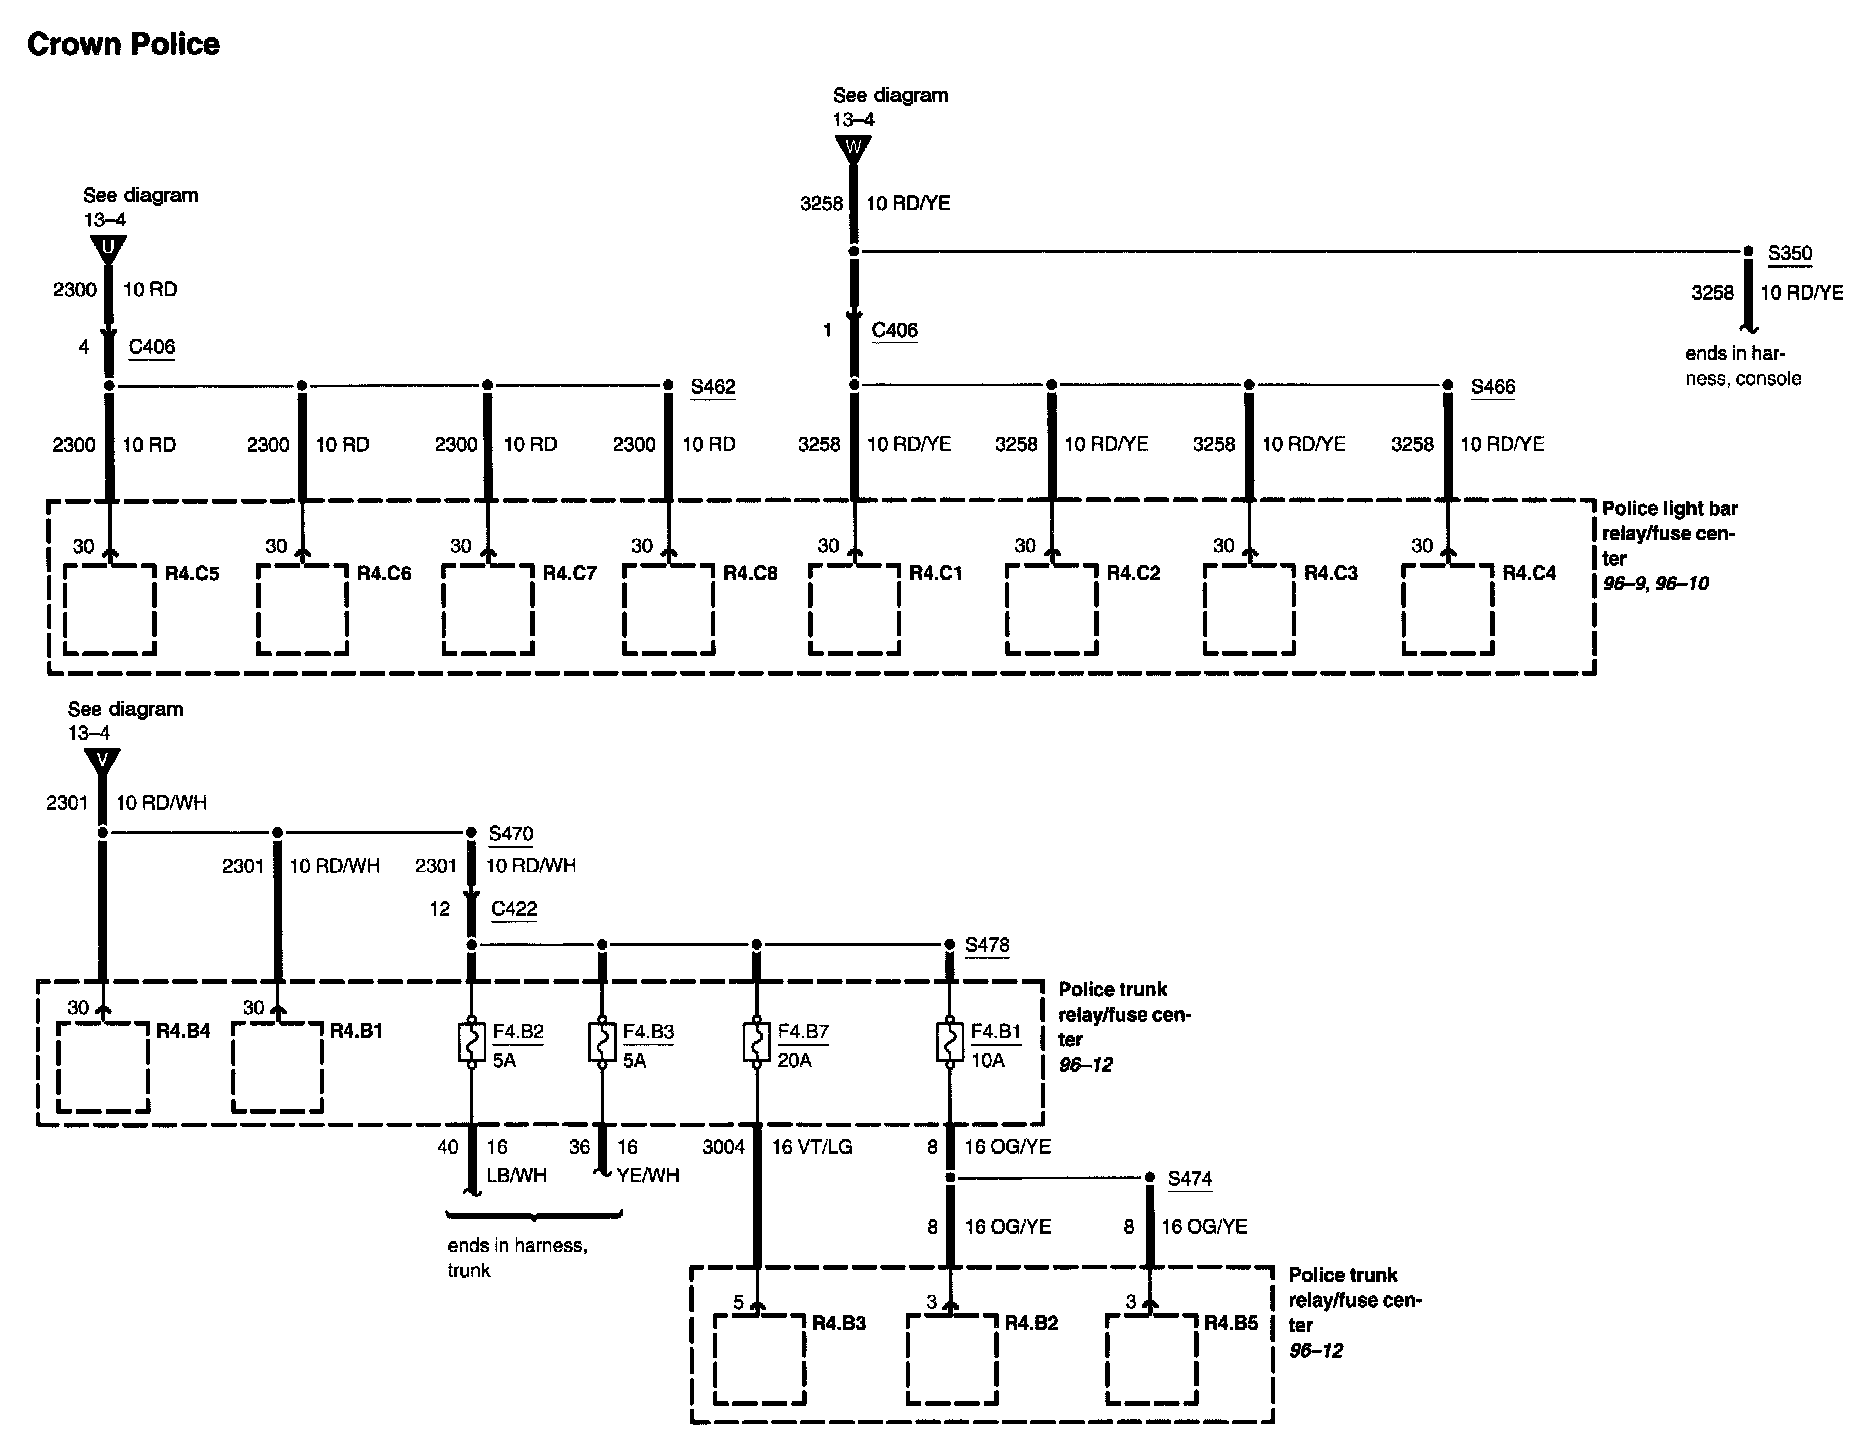 Crown Police
See diagram
13–4
W
3258 10 RD/YE
See diagram
13–4
U
2300 10 RD
S350
3258 10 RD/YE
ends in har-
ness, console
4 C406
1 C406
S462
S466
2300 10 RD 2300 10 RD 2300 10 RD 2300 10 RD 3258 10 RD/YE 3258 10 RD/YE 3258 10 RD/YE 3258 10 RD/YE
Police light bar
relay/fuse cen-
ter
96–9, 96–10
30 30 30 30 30 30 30 30
R4.C5 R4.C6 R4.C7 R4.C8 R4.C1 R4.C2 R4.C3 R4.C4
See diagram
13–4
V
2301 10 RD/WH
S470
2301 10 RD/WH 2301 10 RD/WH
12 C422
S478
Police trunk
relay/fuse cen-
ter
96–12
30 30
R4.B4 R4.B1 F4.B2 F4.B3 F4.B7 F4.B1
5A 5A 20A 10A
40 16 36 16 3004 16 VT/LG 8 16 OG/YE
LB/WH YE/WH
S474
8 16 OG/YE 8 16 OG/YE
ends in harness,
trunk
Police trunk
relay/fuse cen-
ter
96–12
5 3 3
R4.B3 R4.B2 R4.B5